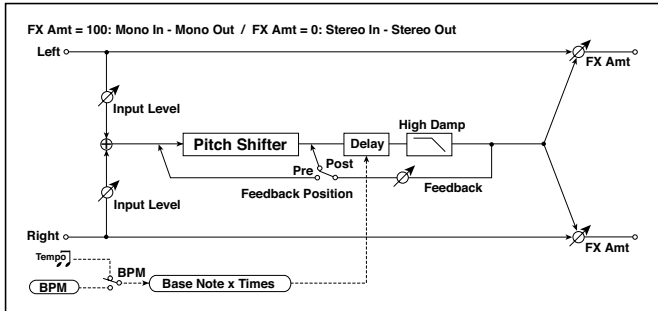 FX Amt = 100: Mono In - Mono Out / FX Amt = 0: Stereo In - Stereo Out
Left
FX Amt
Input Level
High Damp
Pitch Shifter
Delay
Post
Pre
Feedback Position
Feedback
Input Level
Right
FX Amt
Tempo
BPM
BPM
Base Note x Times